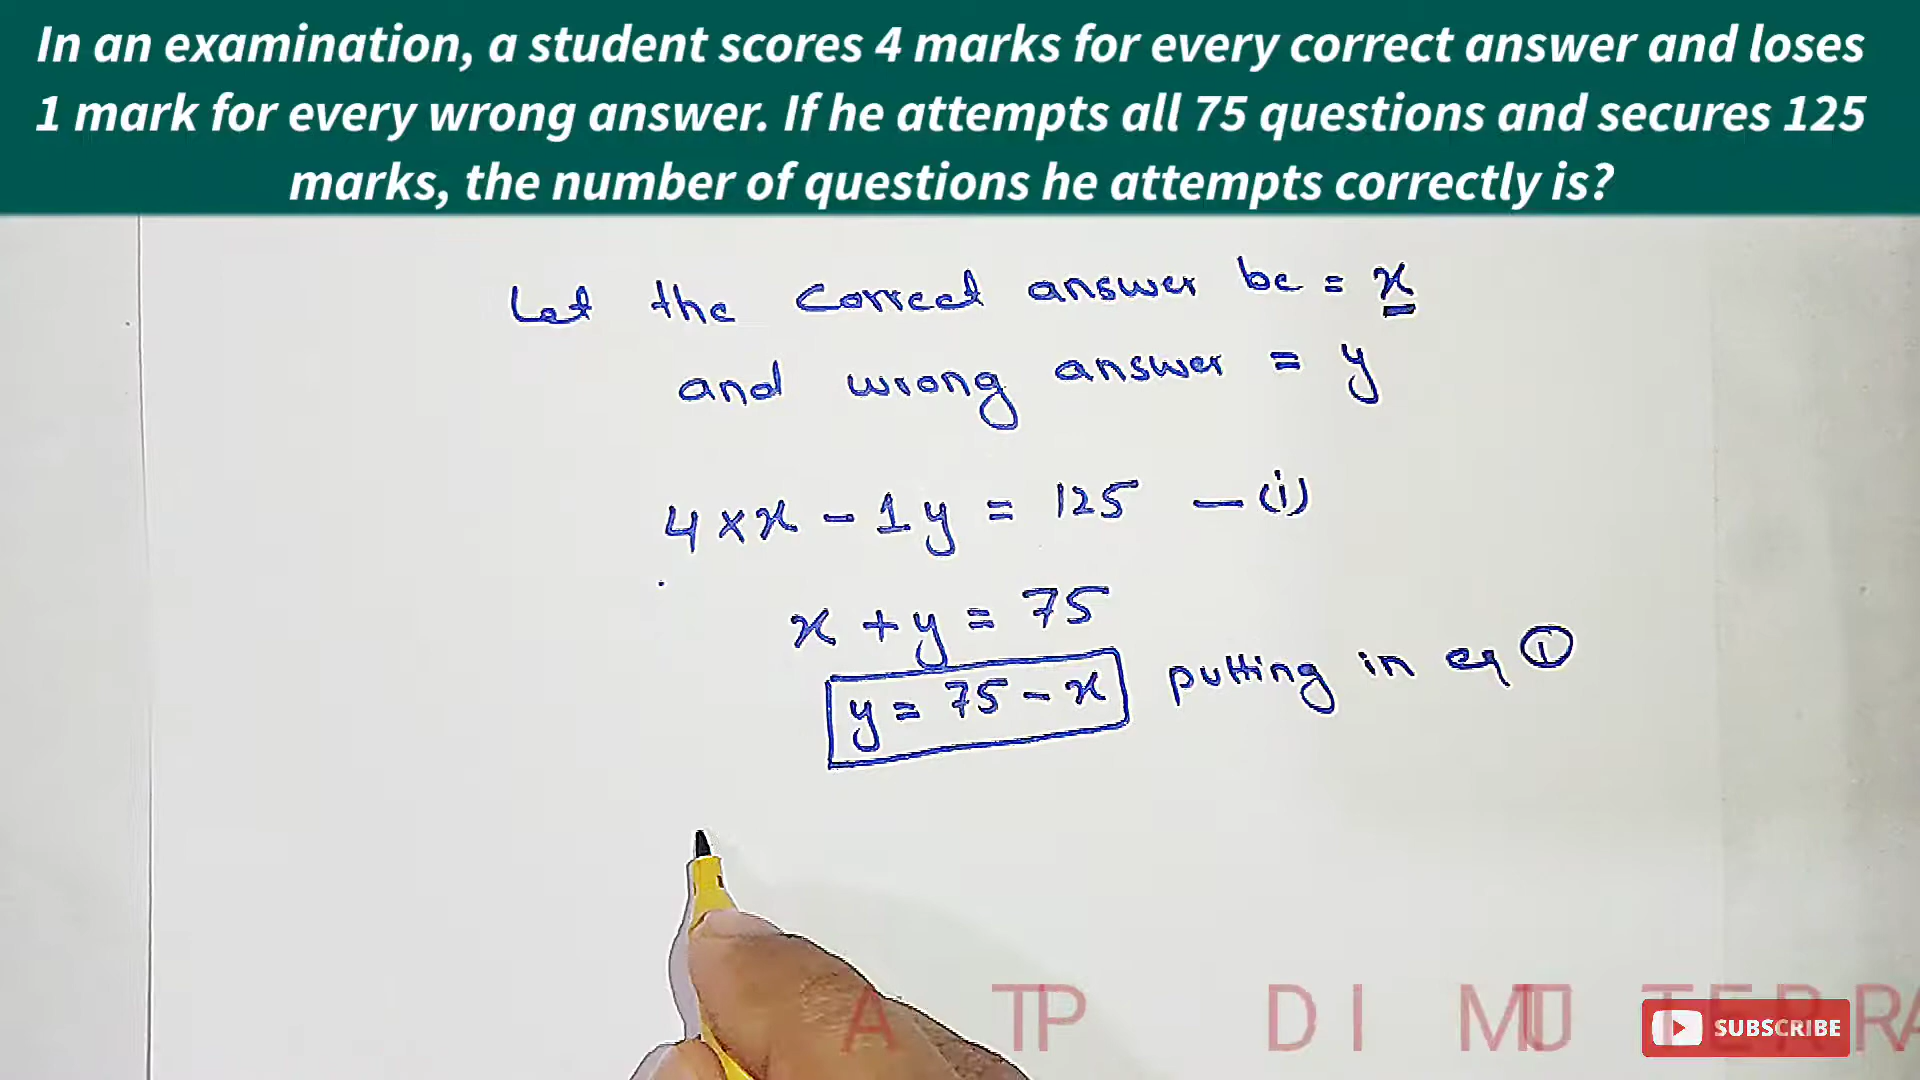 In an examination, a student scores 4 marks for every correct answer and loses
1 mark for every wrong answer. If he attempts all 75 questions and secures 125
marks, the number of questions he attempts correctly is?
Let the correct answer be = x
and wrong answer = y
4 × x - 1y = 125 — (i)
x + y = 75
y = 75 - x putting in eq ①
SUBSCRIBE